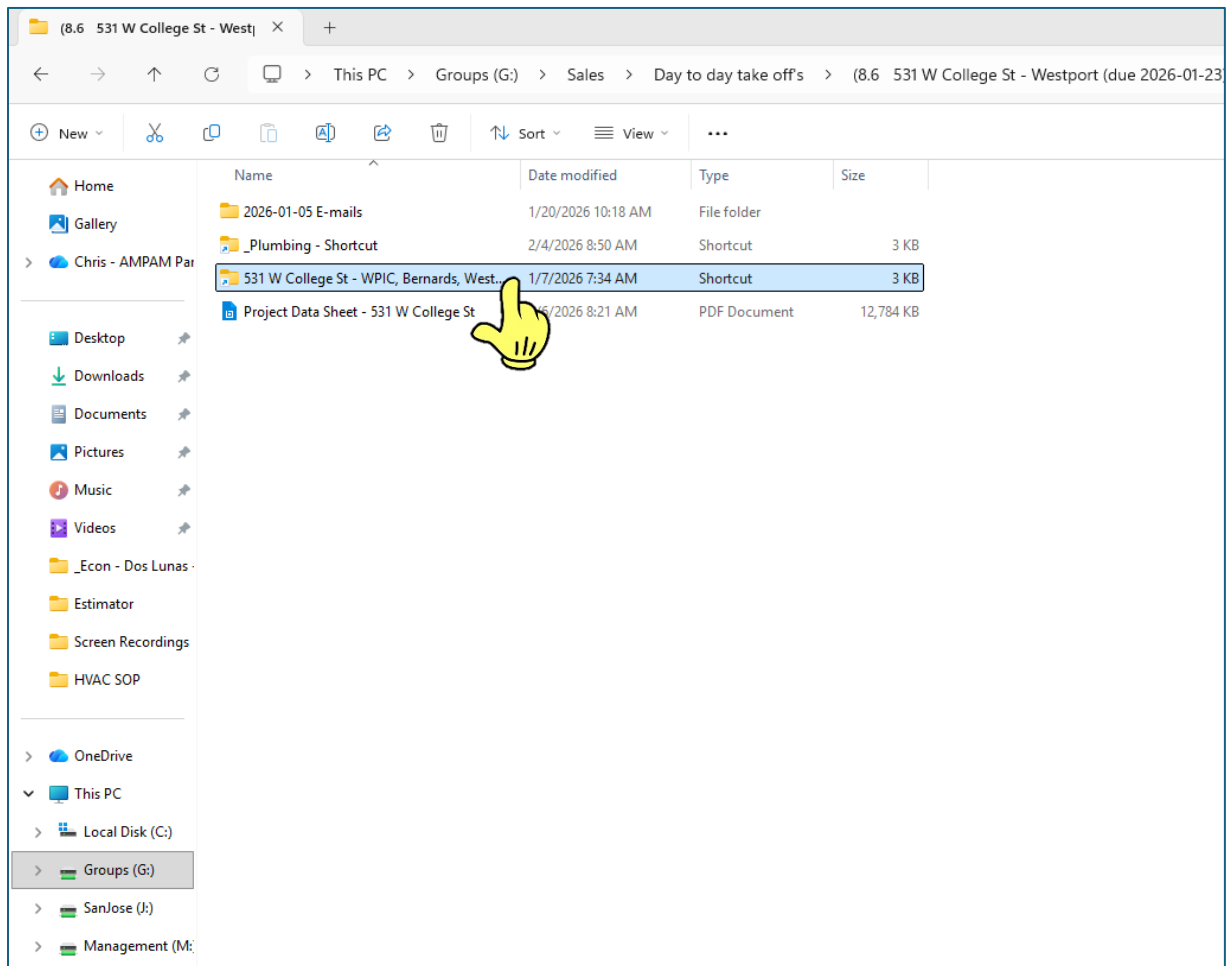 (8.6 531 W College St - West
This PC > Groups (G:) > Sales > Day to day take off's > (8.6 531 W College St - Westport (due 2026-01-23)
New Sort View ...
Name Date modified Type Size
2026-01-05 E-mails 1/20/2026 10:18 AM File folder
_Plumbing - Shortcut 2/4/2026 8:50 AM Shortcut 3 KB
531 W College St - WPIC, Bernards, West... 1/7/2026 7:34 AM Shortcut 3 KB
Project Data Sheet - 531 W College St /2026 8:21 AM PDF Document 12,784 KB
Home
Gallery
Chris - AMPAM Par
Desktop
Downloads
Documents
Pictures
Music
Videos
_Econ - Dos Lunas -
Estimator
Screen Recordings
HVAC SOP
OneDrive
This PC
Local Disk (C:)
Groups (G:)
SanJose (J:)
Management (M: